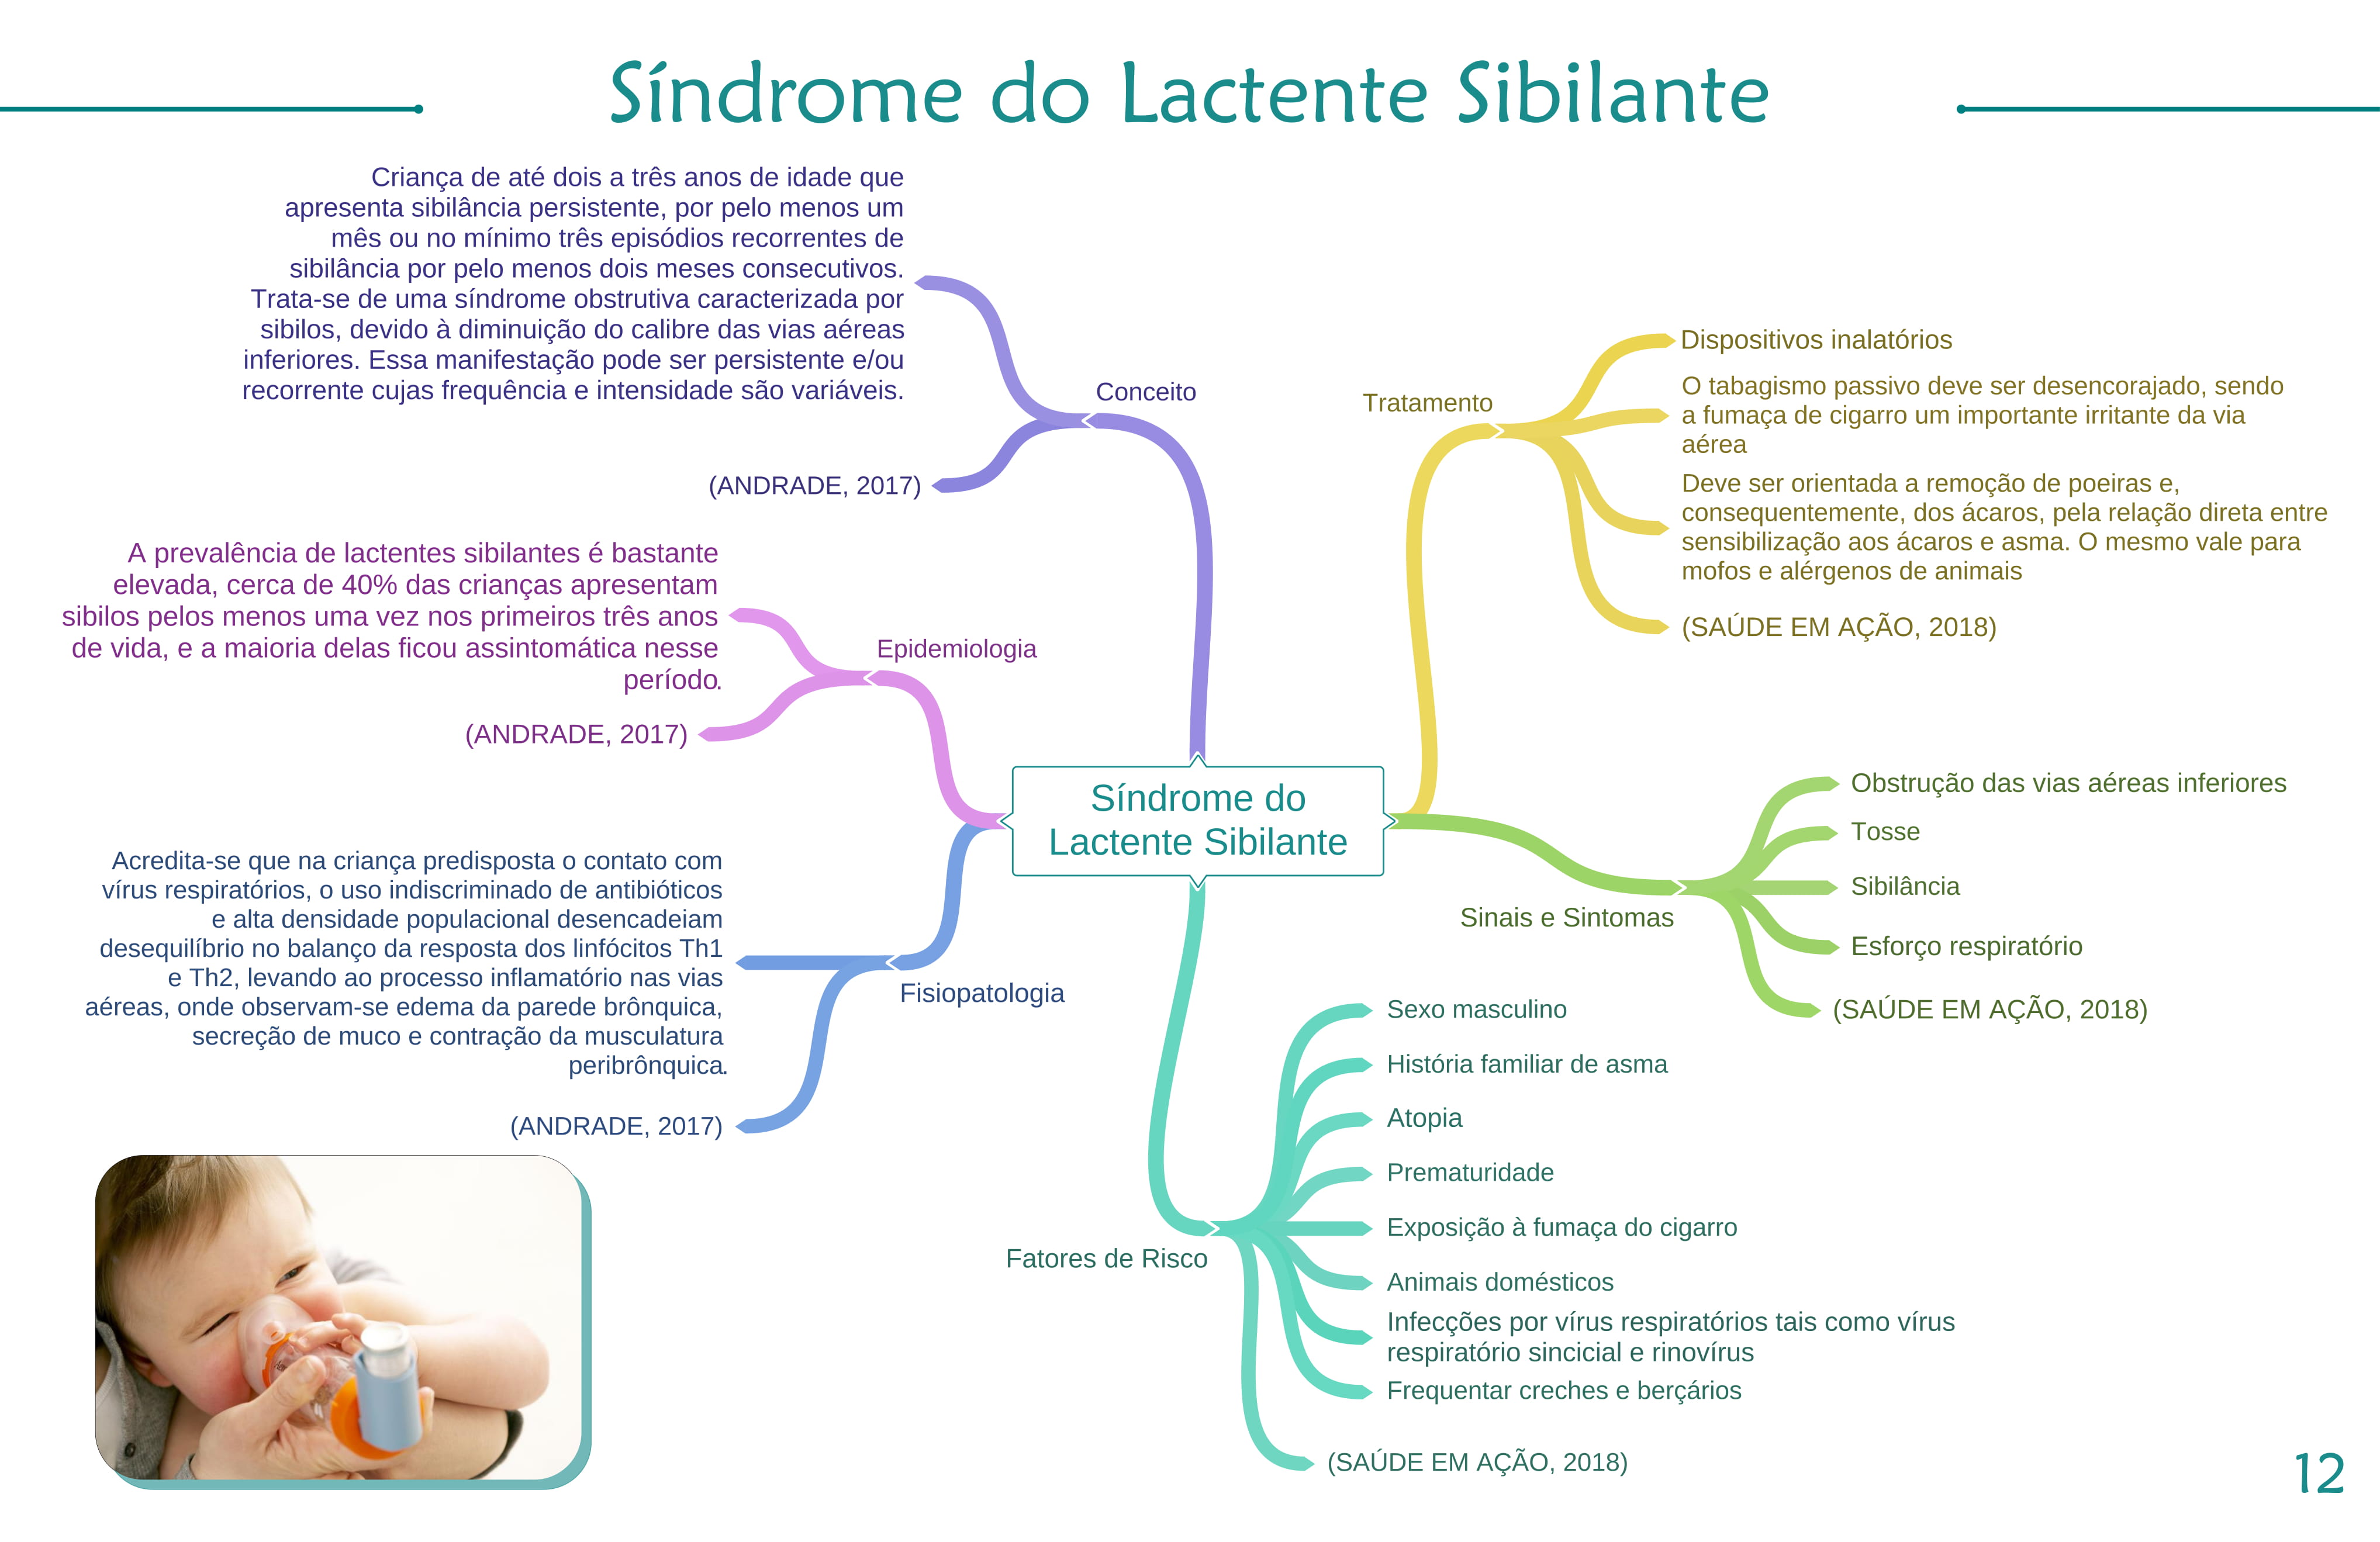 Síndrome do Lactente Sibilante
Criança de até dois a três anos de idade que
apresenta sibilância persistente, por pelo menos um
mês ou no mínimo três episódios recorrentes de
sibilância por pelo menos dois meses consecutivos.
Trata-se de uma síndrome obstrutiva caracterizada por
sibilos, devido à diminuição do calibre das vias aéreas
inferiores. Essa manifestação pode ser persistente e/ou
recorrente cujas frequência e intensidade são variáveis.
Conceito
(ANDRADE, 2017)
A prevalência de lactentes sibilantes é bastante
elevada, cerca de 40% das crianças apresentam
sibilos pelos menos uma vez nos primeiros três anos
de vida, e a maioria delas ficou assintomática nesse
período.
Epidemiologia
(ANDRADE, 2017)
Acredita-se que na criança predisposta o contato com
vírus respiratórios, o uso indiscriminado de antibióticos
e alta densidade populacional desencadeiam
desequilíbrio no balanço da resposta dos linfócitos Th1
e Th2, levando ao processo inflamatório nas vias
aéreas, onde observam-se edema da parede brônquica,
secreção de muco e contração da musculatura
peribrônquica.
Fisiopatologia
(ANDRADE, 2017)
Síndrome do
Lactente Sibilante
Tratamento
Dispositivos inalatórios
O tabagismo passivo deve ser desencorajado, sendo
a fumaça de cigarro um importante irritante da via
aérea
Deve ser orientada a remoção de poeiras e,
consequentemente, dos ácaros, pela relação direta entre
sensibilização aos ácaros e asma. O mesmo vale para
mofos e alérgenos de animais
(SAÚDE EM AÇÃO, 2018)
Sinais e Sintomas
Obstrução das vias aéreas inferiores
Tosse
Sibilância
Esforço respiratório
(SAÚDE EM AÇÃO, 2018)
Fatores de Risco
Sexo masculino
História familiar de asma
Atopia
Prematuridade
Exposição à fumaça do cigarro
Animais domésticos
Infecções por vírus respiratórios tais como vírus
respiratório sincicial e rinovírus
Frequentar creches e berçários
(SAÚDE EM AÇÃO, 2018)
12